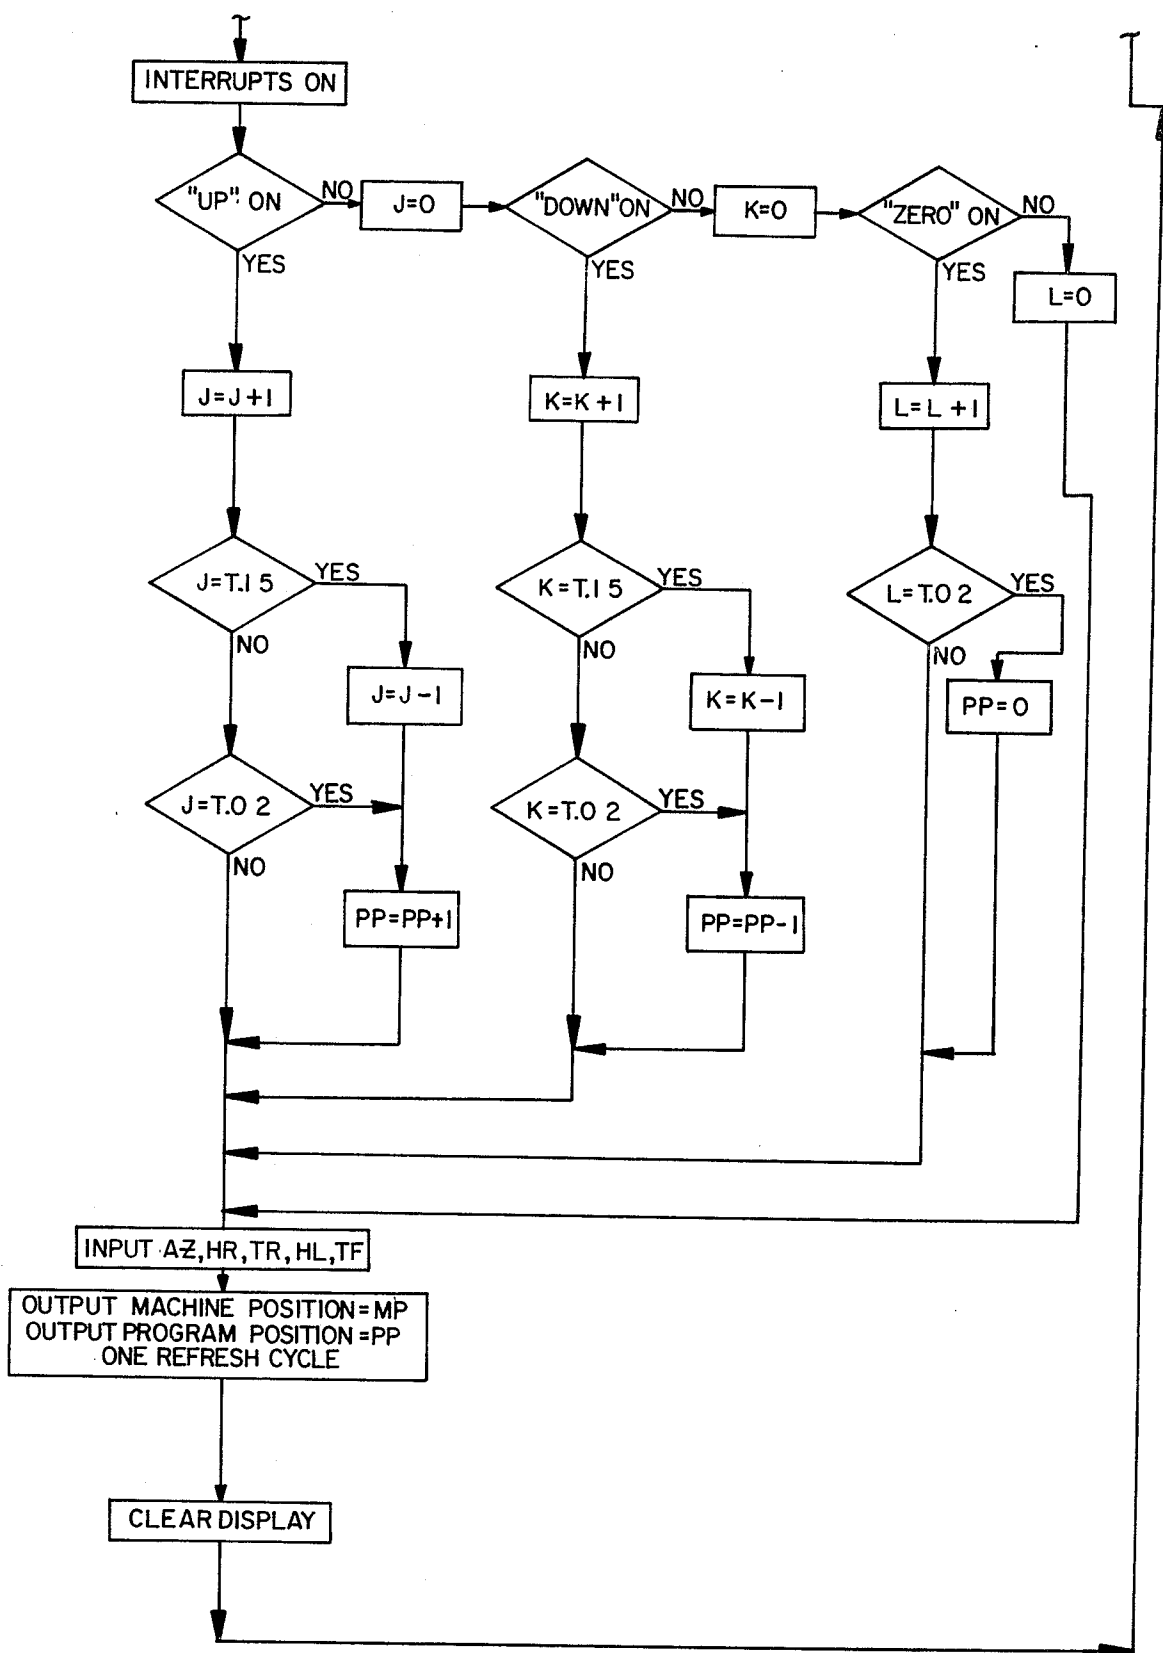 INTERRUPTS ON
"UP" ON
NO
J=0
"DOWN" ON
NO
K=0
"ZERO" ON
NO
YES
YES
YES
L=0
J=J+1
K=K+1
L=L+1
J=T.15
YES
K=T.15
YES
L=T.02
YES
NO
NO
NO
J=J-1
K=K-1
PP=0
J=T.02
YES
K=T.02
YES
NO
NO
PP=PP+1
PP=PP-1
INPUT AZ,HR,TR,HL,TF
OUTPUT MACHINE POSITION=MP
OUTPUT PROGRAM POSITION=PP
ONE REFRESH CYCLE
CLEAR DISPLAY